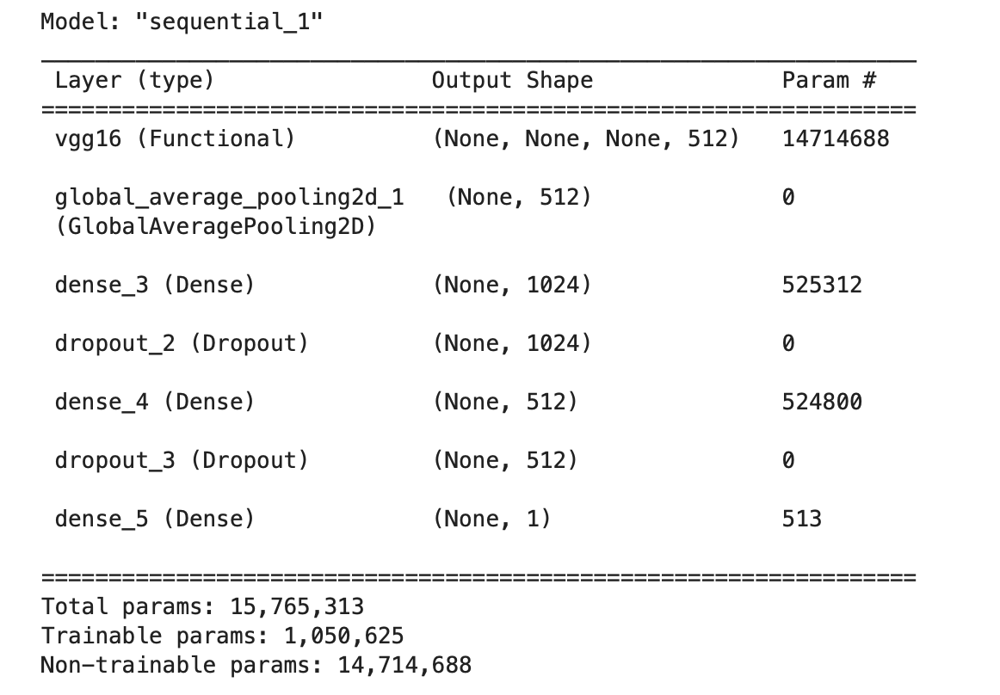 Model: "sequential_1"
Layer (type) Output Shape Param #
vgg16 (Functional) (None, None, None, 512) 14714688
global_average_pooling2d_1 (None, 512) 0
(GlobalAveragePooling2D)
dense_3 (Dense) (None, 1024) 525312
dropout_2 (Dropout) (None, 1024) 0
dense_4 (Dense) (None, 512) 524800
dropout_3 (Dropout) (None, 512) 0
dense_5 (Dense) (None, 1) 513
Total params: 15,765,313
Trainable params: 1,050,625
Non-trainable params: 14,714,688